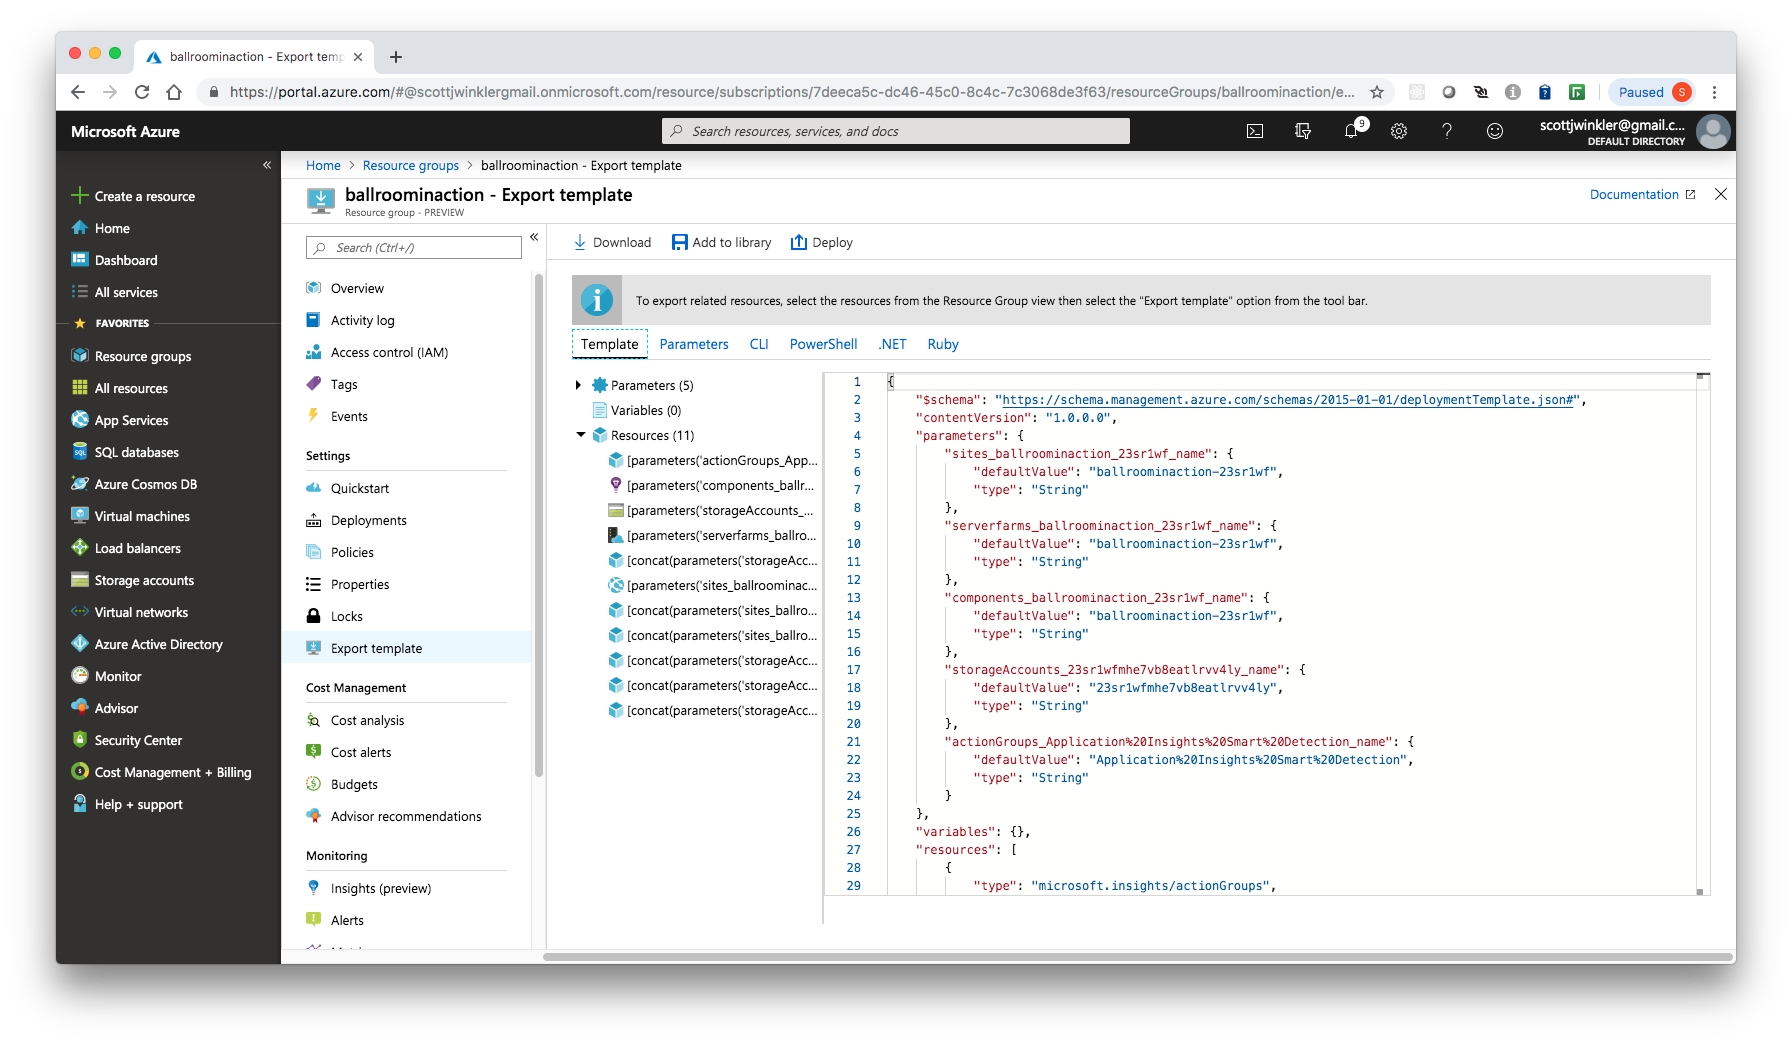 ballroominaction - Export temp
https://portal.azure.com/#@scottjwinklergmail.onmicrosoft.com/resource/subscriptions/7deeca5c-dc46-45c0-8c4c-7c3068de3f63/resourceGroups/ballroominaction/e...
Paused S
Microsoft Azure
Search resources, services, and docs
9
scottjwinkler@gmail.c...
DEFAULT DIRECTORY
Create a resource
Home
Dashboard
All services
FAVORITES
Resource groups
All resources
App Services
SQL databases
Azure Cosmos DB
Virtual machines
Load balancers
Storage accounts
Virtual networks
Azure Active Directory
Monitor
Advisor
Security Center
Cost Management + Billing
Help + support
Home > Resource groups > ballroominaction - Export template
ballroominaction - Export template
Resource group - PREVIEW
Documentation
Search (Ctrl+/)
Overview
Activity log
Access control (IAM)
Tags
Events
Settings
Quickstart
Deployments
Policies
Properties
Locks
Export template
Cost Management
Cost analysis
Cost alerts
Budgets
Advisor recommendations
Monitoring
Insights (preview)
Alerts
Download Add to library Deploy
To export related resources, select the resources from the Resource Group view then select the "Export template" option from the tool bar.
Template Parameters CLI PowerShell .NET Ruby
Parameters (5)
Variables (0)
Resources (11)
[parameters('actionGroups_App...
[parameters('components_ballr...
[parameters('storageAccounts_...
[parameters('serverfarms_ballro...
[concat(parameters('storageAcc...
[parameters('sites_ballroominac...
[concat(parameters('sites_ballro...
[concat(parameters('sites_ballro...
[concat(parameters('storageAcc...
[concat(parameters('storageAcc...
[concat(parameters('storageAcc...
1 {
2 "$schema": "https://schema.management.azure.com/schemas/2015-01-01/deploymentTemplate.json#",
3 "contentVersion": "1.0.0.0",
4 "parameters": {
5 "sites_ballroominaction_23sr1wf_name": {
6 "defaultValue": "ballroominaction-23sr1wf",
7 "type": "String"
8 },
9 "serverfarms_ballroominaction_23sr1wf_name": {
10 "defaultValue": "ballroominaction-23sr1wf",
11 "type": "String"
12 },
13 "components_ballroominaction_23sr1wf_name": {
14 "defaultValue": "ballroominaction-23sr1wf",
15 "type": "String"
16 },
17 "storageAccounts_23sr1wfmhe7vb8eatlrvv4ly_name": {
18 "defaultValue": "23sr1wfmhe7vb8eatlrvv4ly",
19 "type": "String"
20 },
21 "actionGroups_Application%20Insights%20Smart%20Detection_name": {
22 "defaultValue": "Application%20Insights%20Smart%20Detection",
23 "type": "String"
24 }
25 },
26 "variables": {},
27 "resources": [
28 {
29 "type": "microsoft.insights/actionGroups",